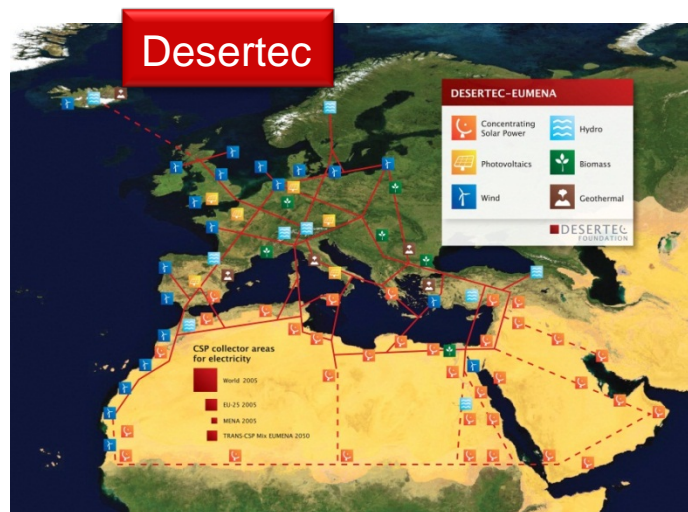 Desertec
DESERTEC-EUMENA
Concentrating
Solar Power
Hydro
Photovoltaics
Biomass
Wind
Geothermal
DESERTEC
FOUNDATION
CSP collector areas
for electricity
World 2005
EU-25 2005
MENA 2005
TRANS-CSP Mix EUMENA 2050